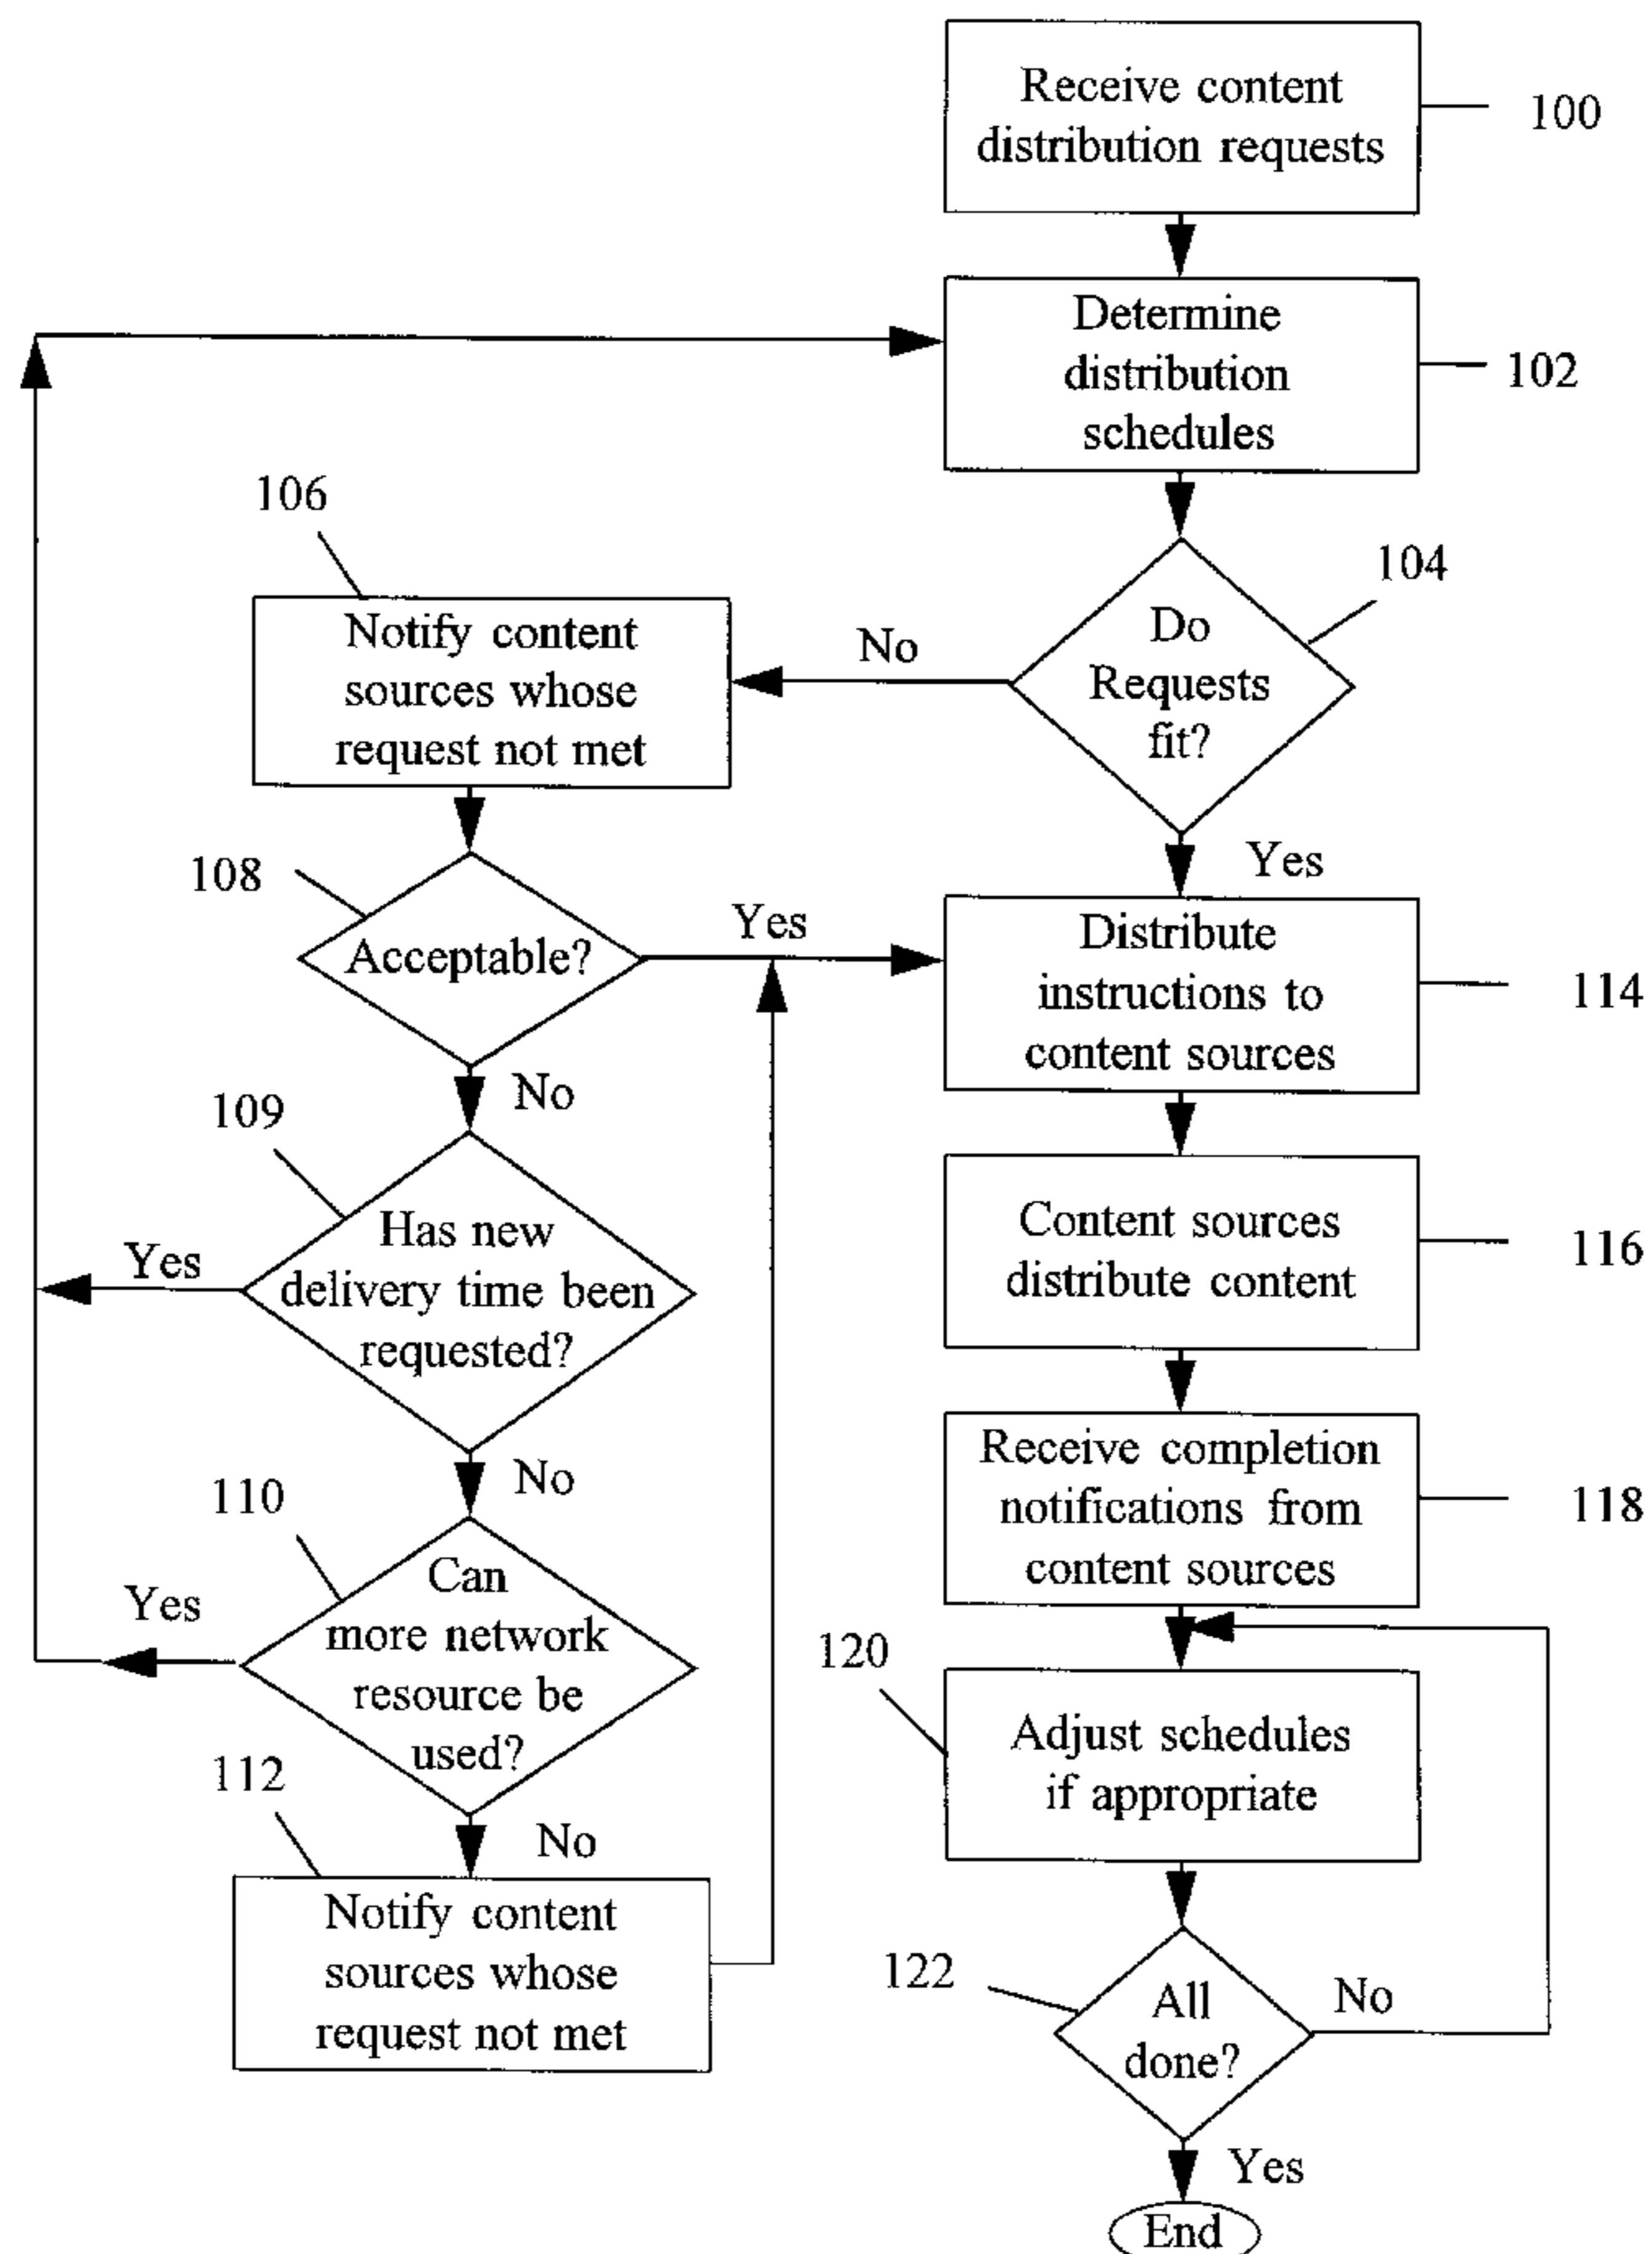 Receive content
distribution requests
100
Determine
distribution
schedules
102
106
104
Notify content
sources whose
request not met
No
Do
Requests
fit?
Yes
108
Acceptable?
Yes
Distribute
instructions to
content sources
114
No
109
Has new
delivery time been
requested?
Yes
Content sources
distribute content
116
No
110
Can
more network
resource be
used?
Yes
Receive completion
notifications from
content sources
118
120
Adjust schedules
if appropriate
112
No
Notify content
sources whose
request not met
122
All
done?
No
Yes
End